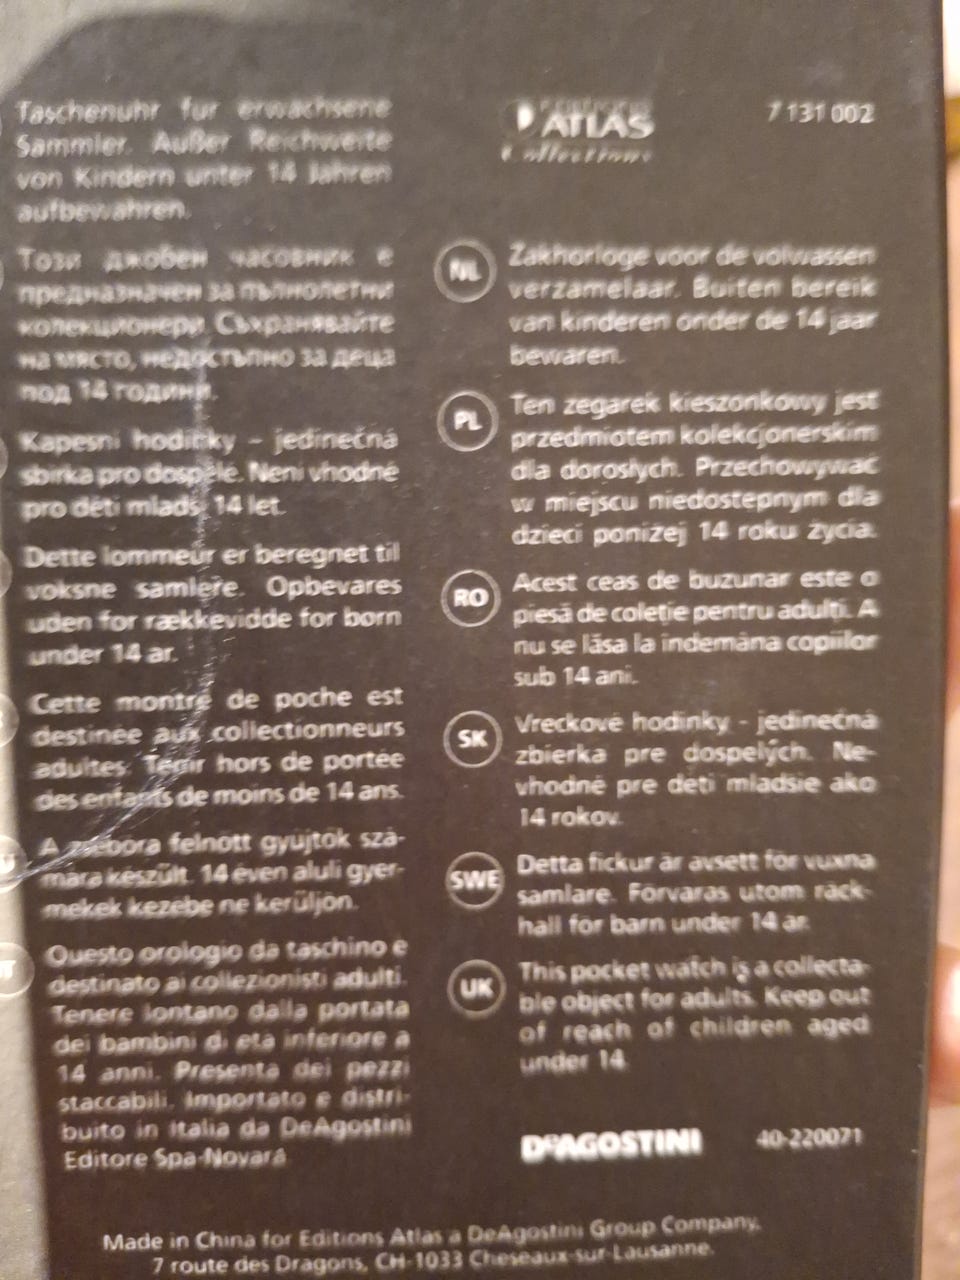 Taschenuhr für erwachsene
Sammler. Außer Reichweite
von Kindern unter 14 Jahren
aufbewahren.
Този джобен часовник е
предназначен за пълнолетни
колекционери. Съхранявайте
на място, недостъпно за деца
под 14 години.
Kapesní hodinky – jedinečná
sbírka pro dospělé. Není vhodné
pro děti mladší 14 let.
Dette lommeur er beregnet til
voksne samlere. Opbevares
uden for rækkevidde for børn
under 14 år.
Cette montre de poche est
destinée aux collectionneurs
adultes. Tenir hors de portée
des enfants de moins de 14 ans.
A zsebóra felnőtt gyűjtők szá-
mára készült. 14 éven aluli gyer-
mekek kezébe ne kerüljön.
Questo orologio da taschino è
destinato ai collezionisti adulti.
Tenere lontano dalla portata
dei bambini di età inferiore a
14 anni. Presenta dei pezzi
staccabili. Importato e distri-
buito in Italia da DeAgostini
Editore Spa-Novara
ATLAS
Collections
7 131 002
NL Zakhorloge voor de volwassen
verzamelaar. Buiten bereik
van kinderen onder de 14 jaar
bewaren.
PL Ten zegarek kieszonkowy jest
przedmiotem kolekcjonerskim
dla dorosłych. Przechowywać
w miejscu niedostępnym dla
dzieci poniżej 14 roku życia.
RO Acest ceas de buzunar este o
piesă de coleție pentru adulți. A
nu se lăsa la îndemâna copiilor
sub 14 ani.
SK Vreckové hodinky - jedinečná
zbierka pre dospelých. Ne-
vhodné pre deti mladšie ako
14 rokov.
SWE Detta fickur är avsett för vuxna
samlare. Förvaras utom räck-
håll för barn under 14 år.
UK This pocket watch is a collecta-
ble object for adults. Keep out
of reach of children aged
under 14.
DeAGOSTINI 40-220071
Made in China for Editions Atlas a DeAgostini Group Company,
7 route des Dragons, CH-1033 Cheseaux-sur-Lausanne.